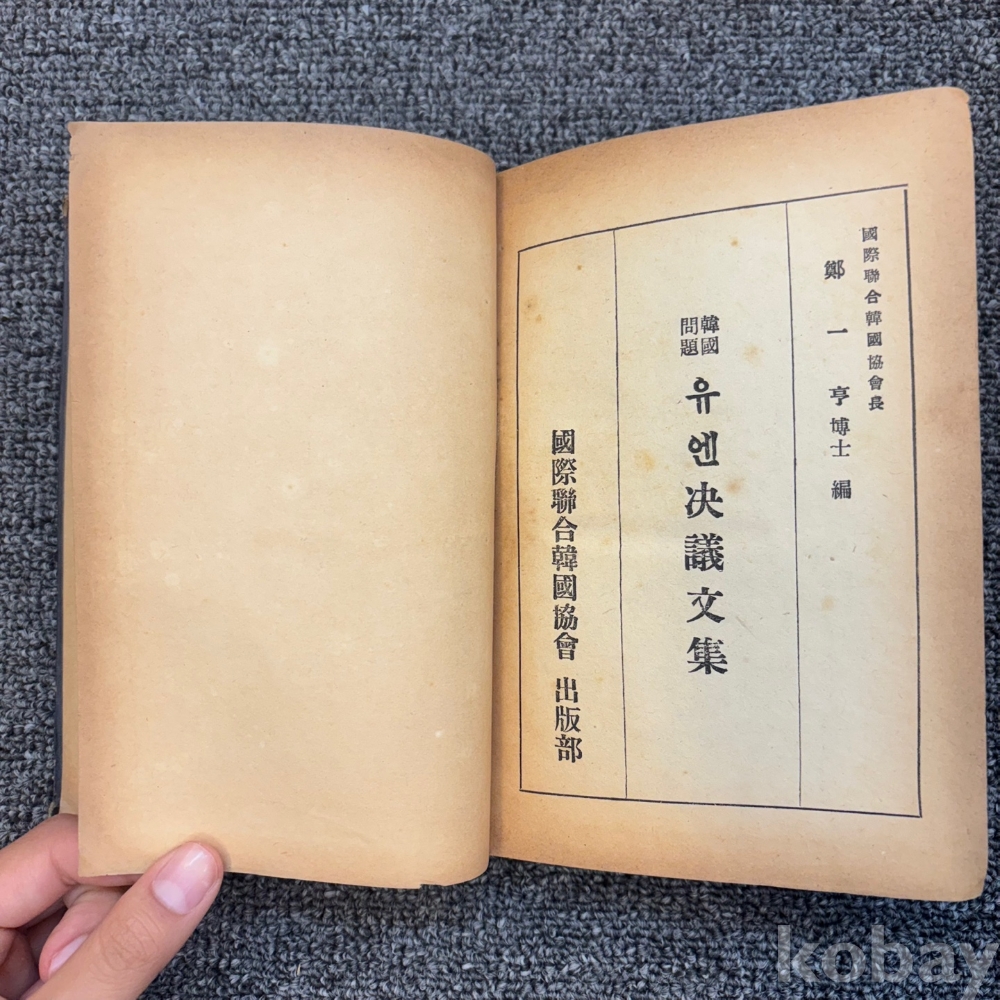 國際聯合韓國協會長
鄭一亨博士 編
韓國
問題
유엔决議文集
國際聯合韓國協會 出版部
kobay